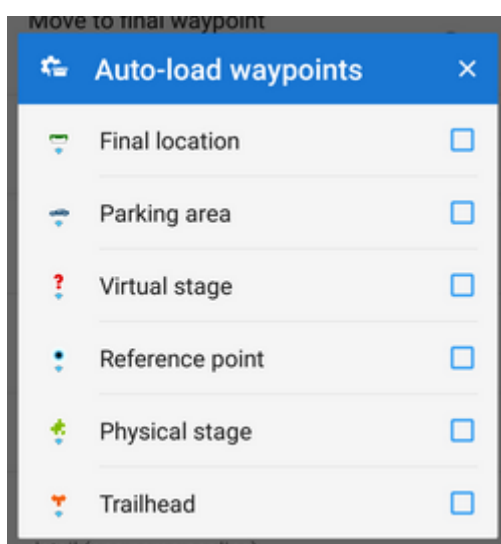 Move to final waypoint
Auto-load waypoints
Final location
Parking area
Virtual stage
Reference point
Physical stage
Trailhead